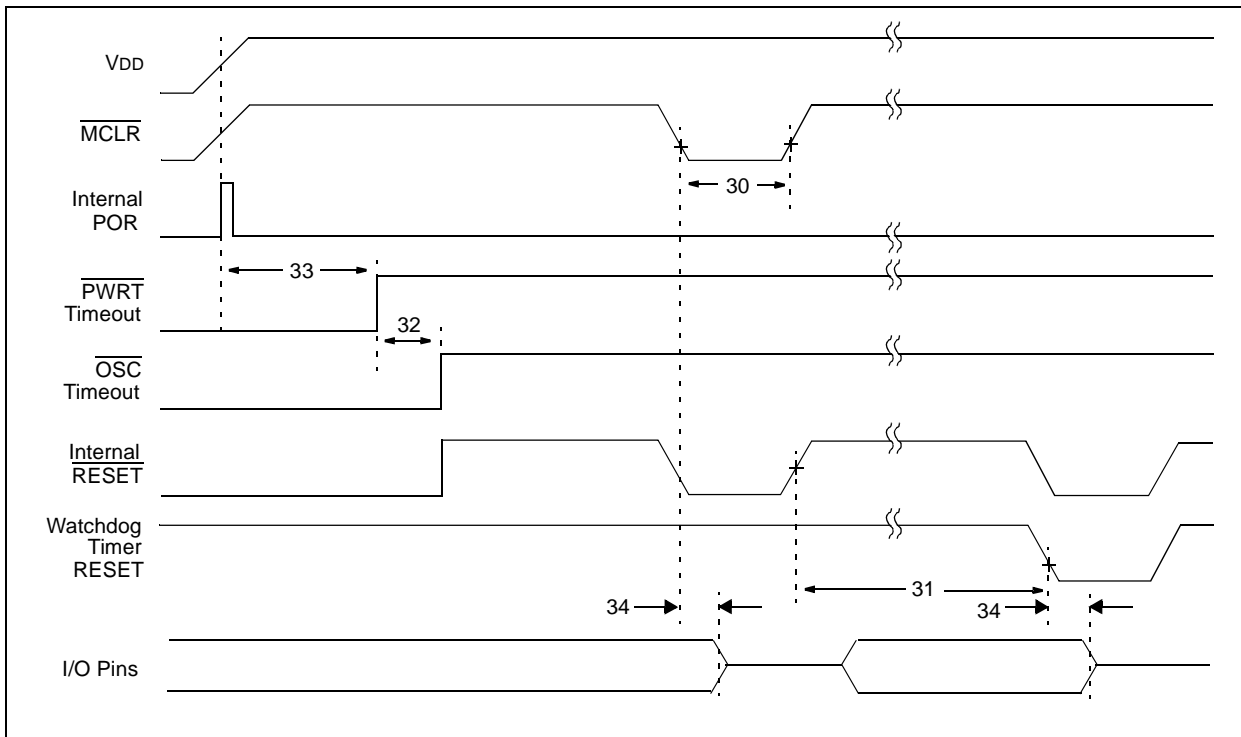 VDD
MCLR
30
Internal
POR
33
PWRT
Timeout
32
OSC
Timeout
Internal
RESET
Watchdog
Timer
RESET
31
34
34
I/O Pins